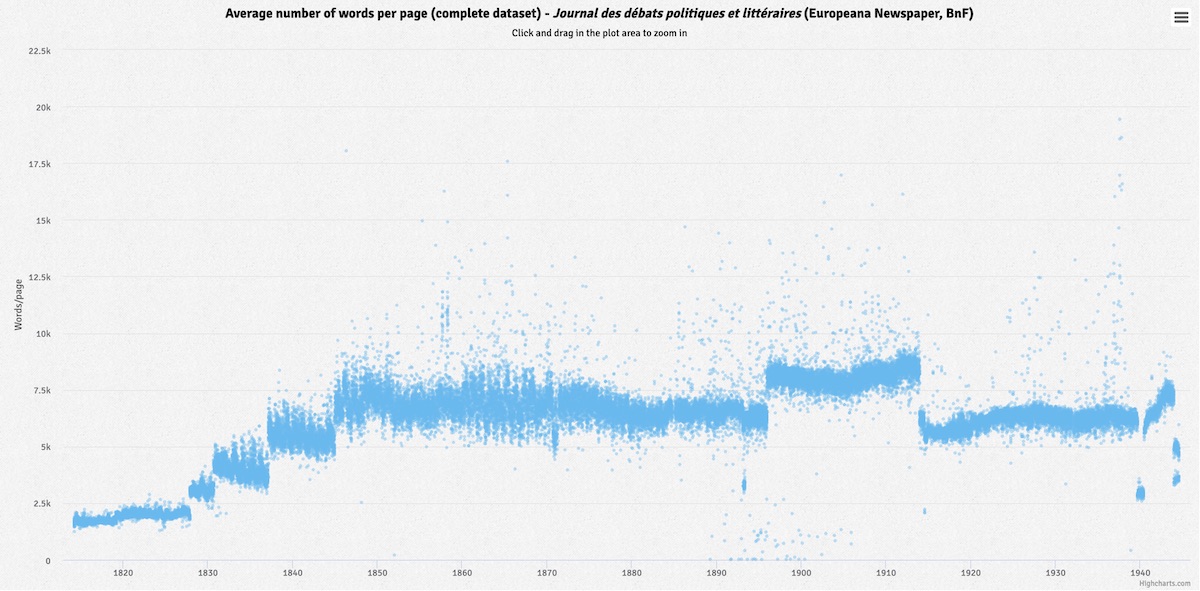 Average number of words per page (complete dataset) - Journal des débats politiques et littéraires (Europeana Newspaper, BnF)
Click and drag in the plot area to zoom in
Words/page
22.5k
20k
17.5k
15k
12.5k
10k
7.5k
5k
2.5k
0
1820 1830 1840 1850 1860 1870 1880 1890 1900 1910 1920 1930 1940
Highcharts.com